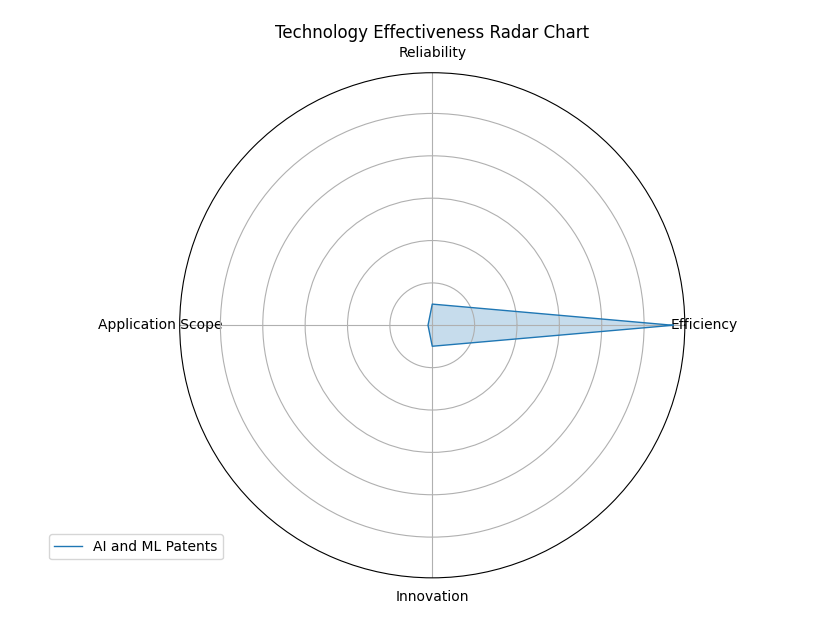 Technology Effectiveness Radar Chart
Reliability
Application Scope
Efficiency
AI and ML Patents
Innovation